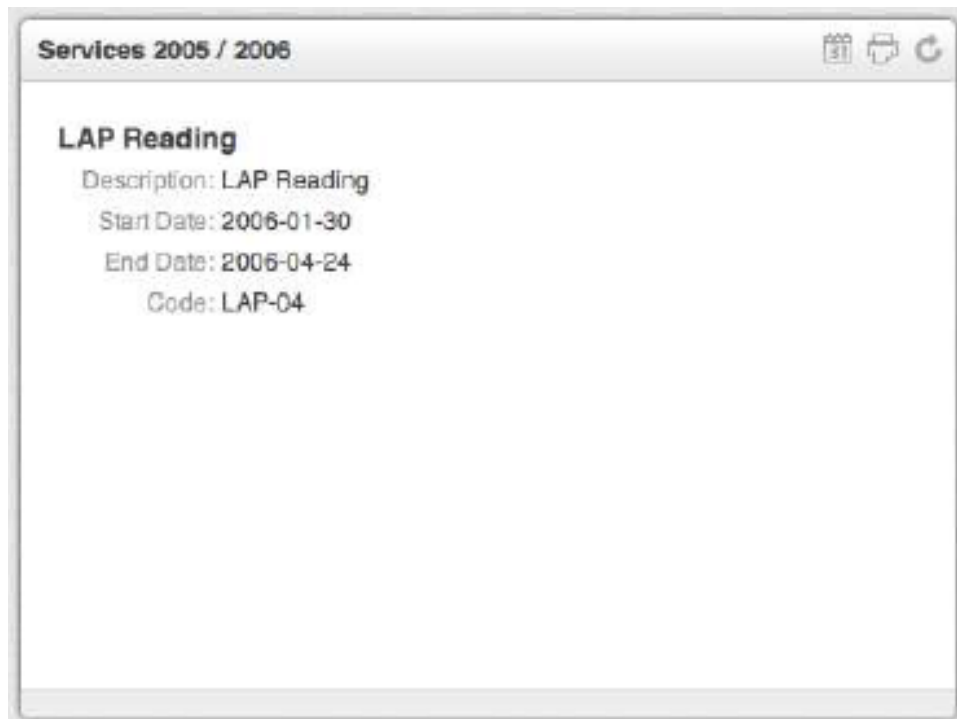 Services 2005 / 2006
31
LAP Reading
Description: LAP Reading
Start Date: 2006-01-30
End Date: 2006-04-24
Code: LAP-04